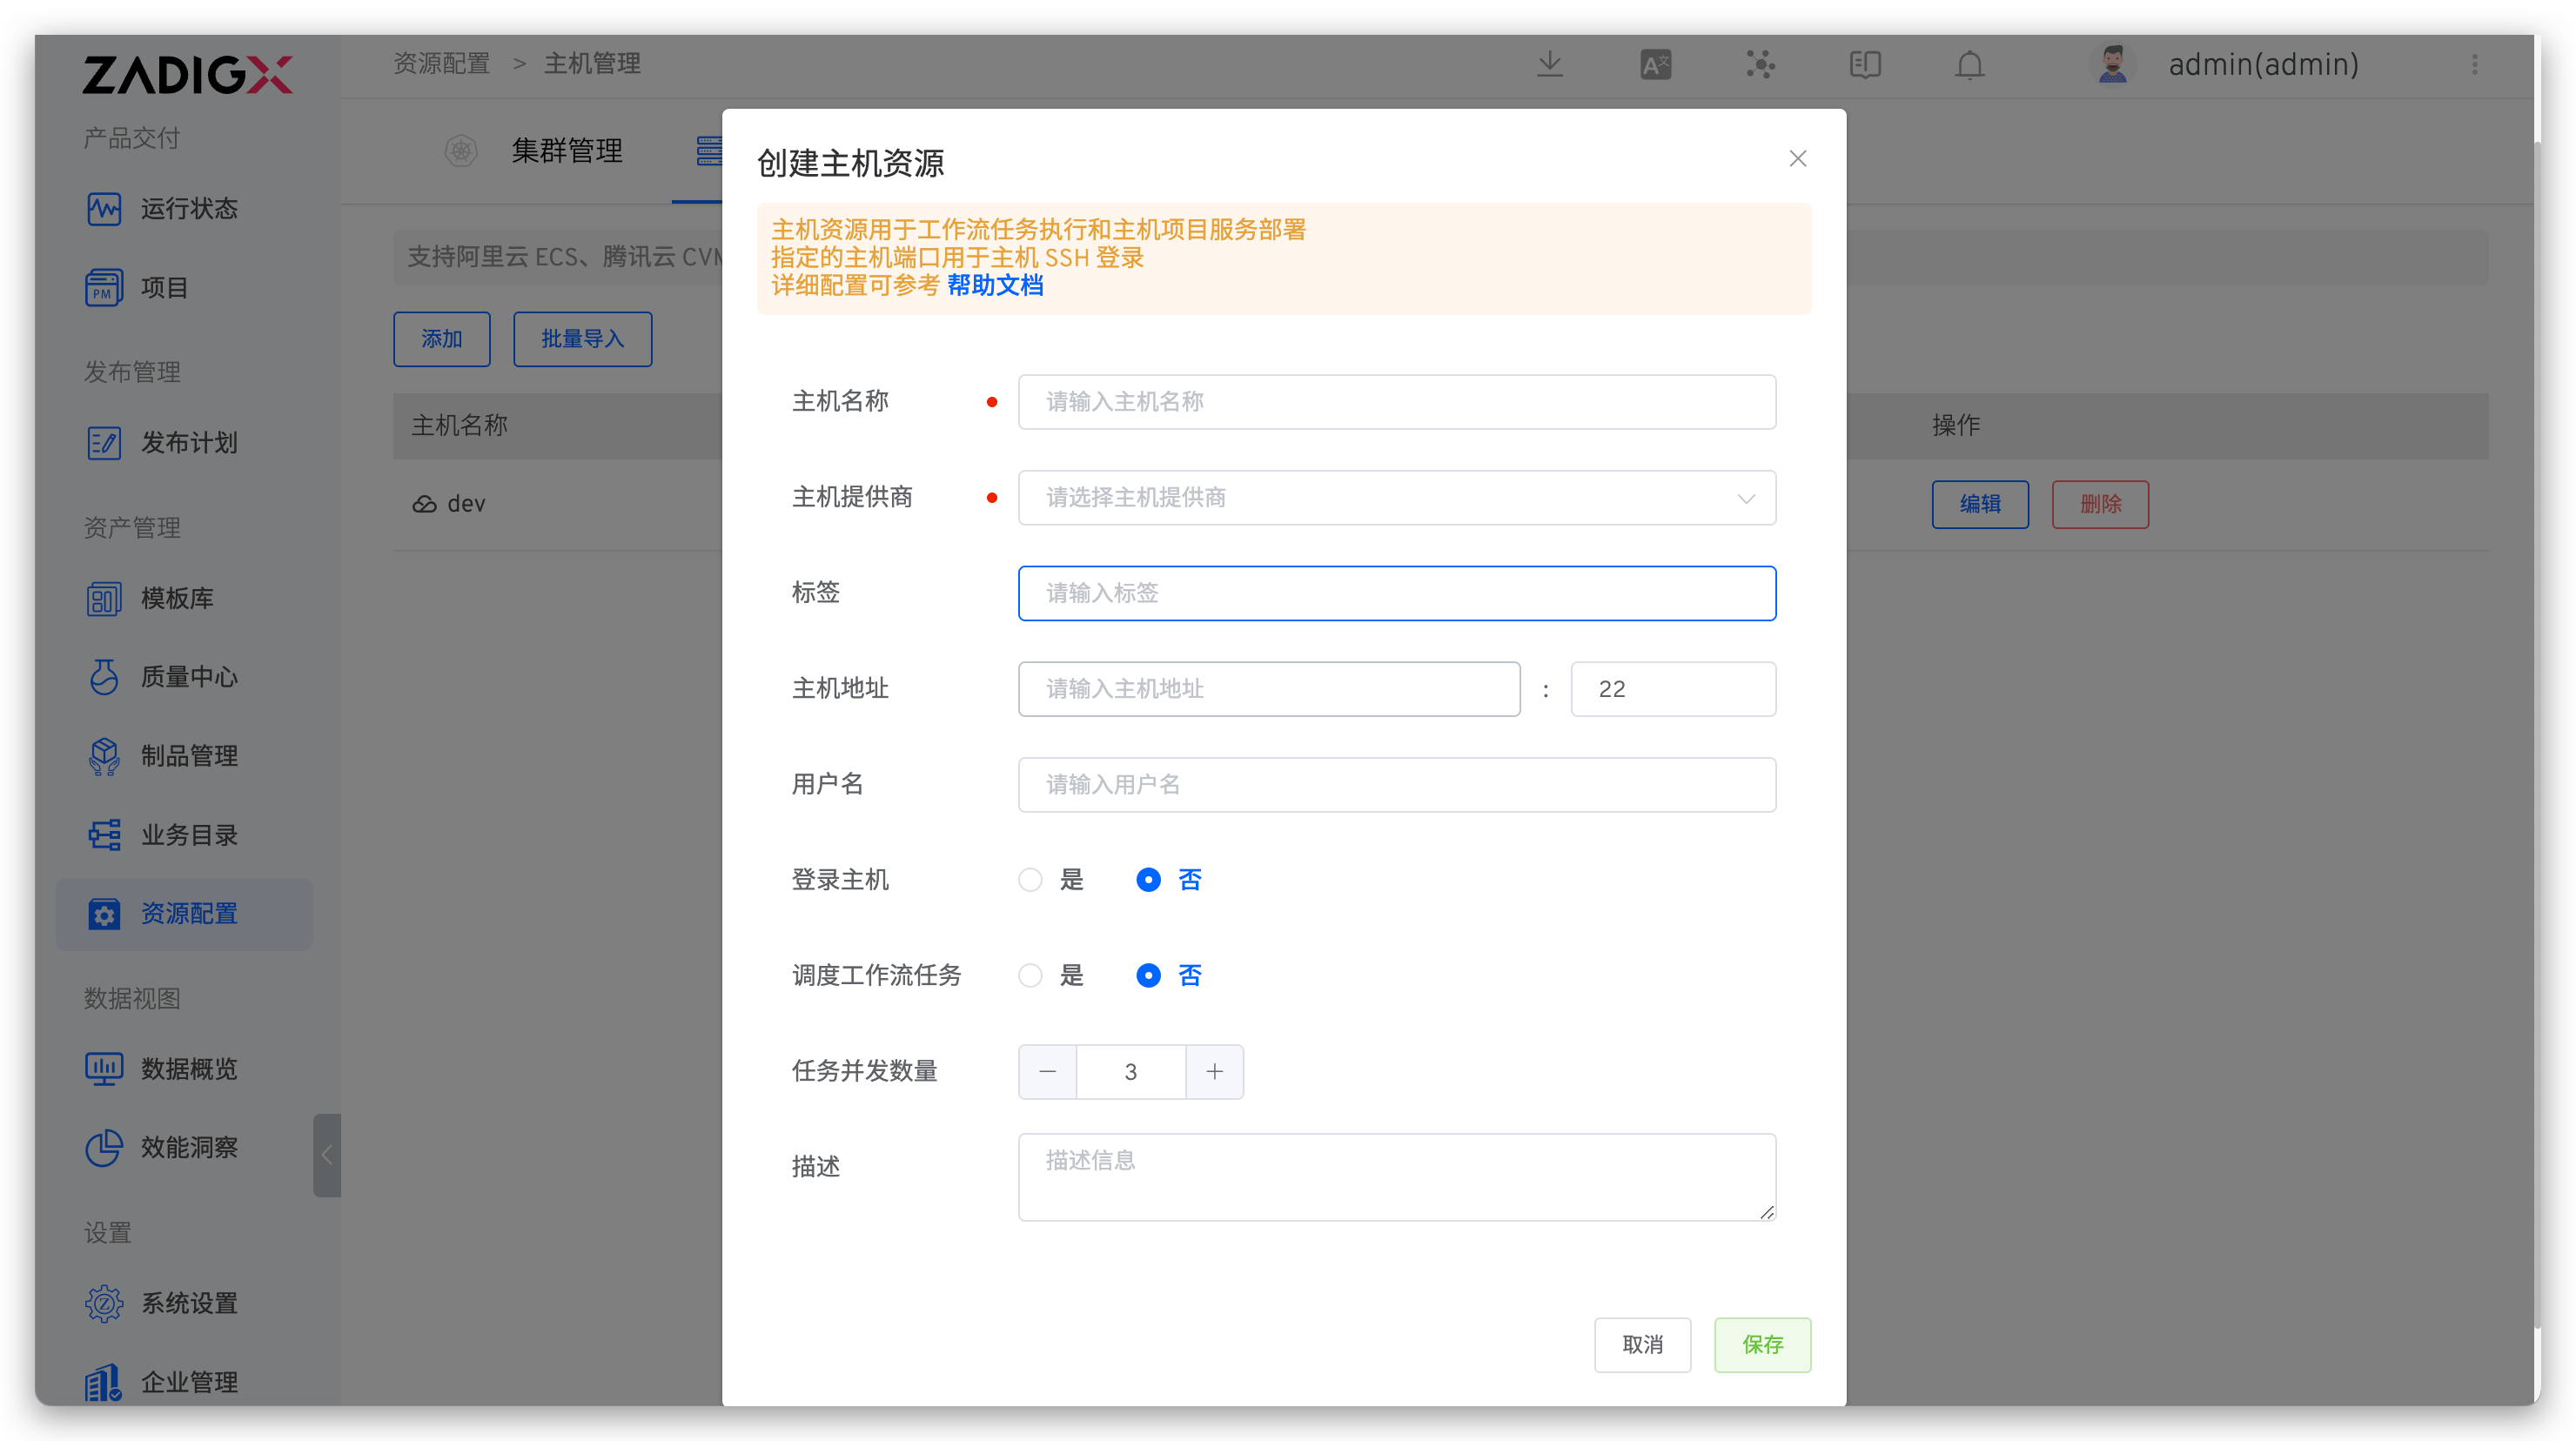 ZADIGX
产品交付
运行状态
PM
项目
发布管理
发布计划
资产管理
模板库
质量中心
制品管理
业务目录
资源配置
数据视图
数据概览
效能洞察
设置
系统设置
企业管理
资源配置 > 主机管理
admin(admin)
集群管理
支持阿里云 ECS、腾讯云 CVM
添加
批量导入
主机名称
操作
dev
编辑
删除
创建主机资源
主机资源用于工作流任务执行和主机项目服务部署
指定的主机端口用于主机 SSH 登录
详细配置可参考 帮助文档
主机名称
请输入主机名称
主机提供商
请选择主机提供商
标签
请输入标签
主机地址
请输入主机地址 : 22
用户名
请输入用户名
登录主机
是 否
调度工作流任务
是 否
任务并发数量
3
描述
描述信息
取消
保存